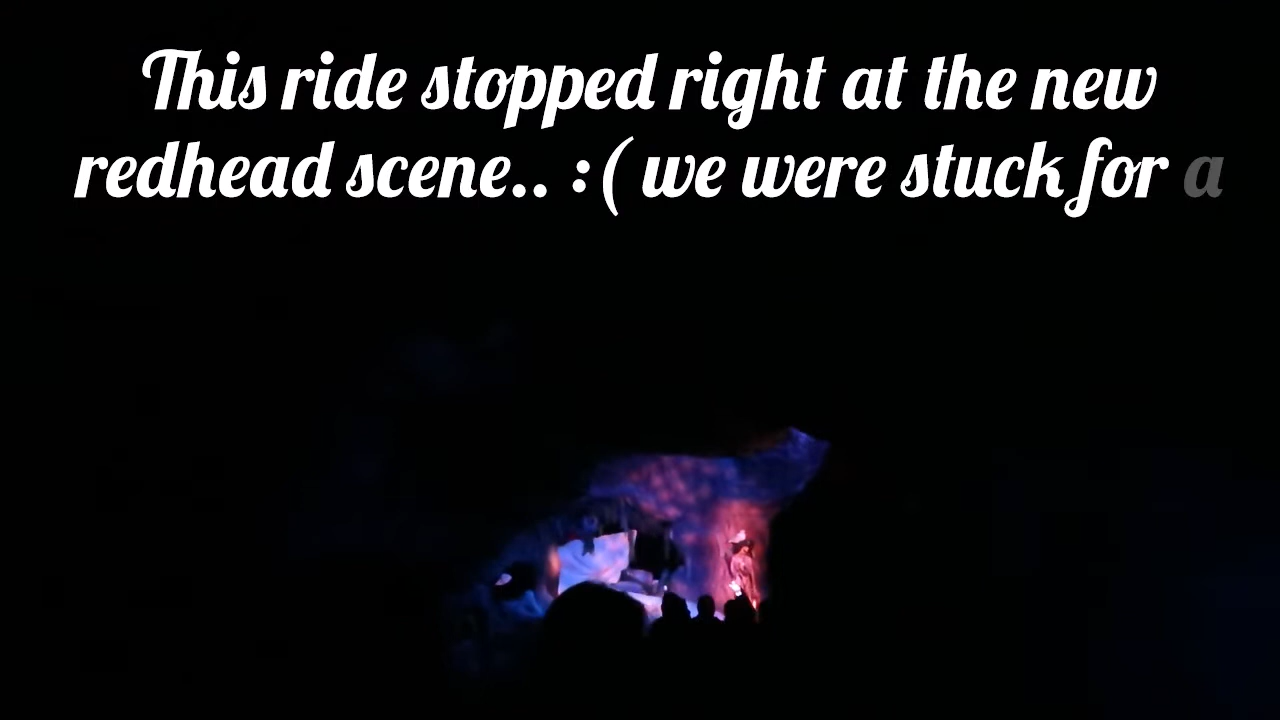 This ride stopped right at the new
redhead scene.. :( we were stuck for a